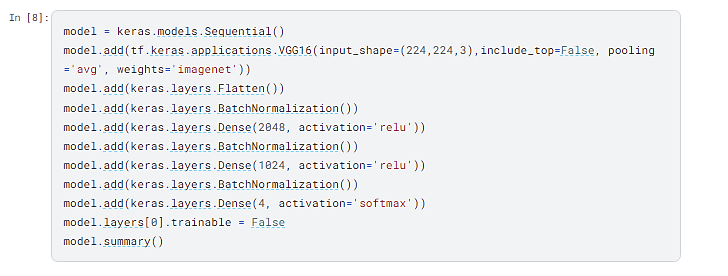 In [8]:
model = keras.models.Sequential()
model.add(tf.keras.applications.VGG16(input_shape=(224,224,3),include_top=False, pooling
='avg', weights='imagenet'))
model.add(keras.layers.Flatten())
model.add(keras.layers.BatchNormalization())
model.add(keras.layers.Dense(2048, activation='relu'))
model.add(keras.layers.BatchNormalization())
model.add(keras.layers.Dense(1024, activation='relu'))
model.add(keras.layers.BatchNormalization())
model.add(keras.layers.Dense(4, activation='softmax'))
model.layers[0].trainable = False
model.summary()